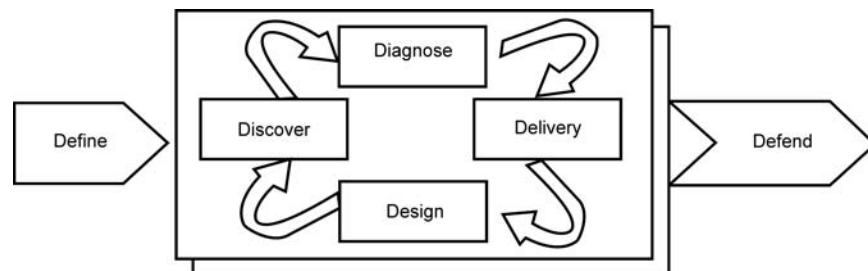 Diagnose
Define
Discover
Delivery
Defend
Design